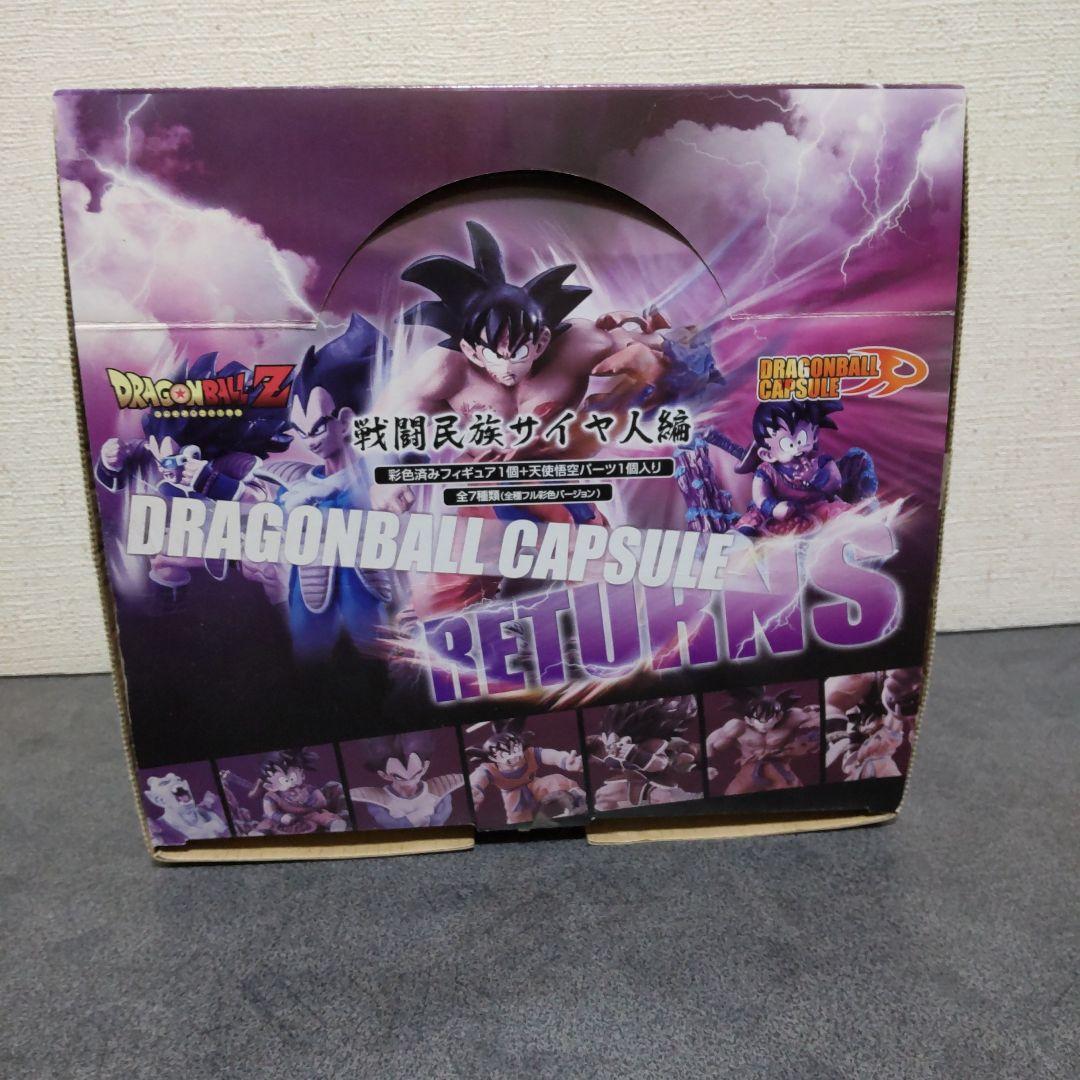 DRAGONBALL Z
DRAGONBALL
CAPSULE
戦闘民族サイヤ人編
彩色済みフィギュア1個+天使悟空パーツ1個入り
全7種類(全種フル彩色バージョン)
DRAGONBALL CAPSULE
RETURNS